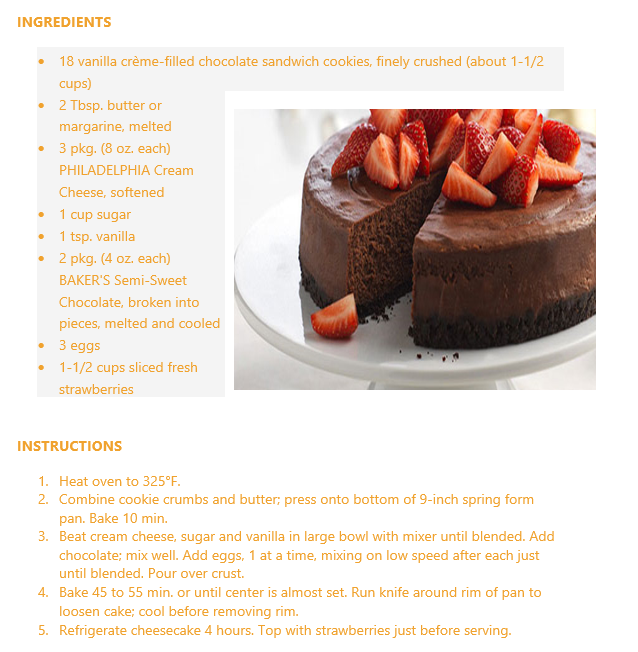 INGREDIENTS
• 18 vanilla crème-filled chocolate sandwich cookies, finely crushed (about 1-1/2
cups)
• 2 Tbsp. butter or
margarine, melted
• 3 pkg. (8 oz. each)
PHILADELPHIA Cream
Cheese, softened
• 1 cup sugar
• 1 tsp. vanilla
• 2 pkg. (4 oz. each)
BAKER'S Semi-Sweet
Chocolate, broken into
pieces, melted and cooled
• 3 eggs
• 1-1/2 cups sliced fresh
strawberries
INSTRUCTIONS
1. Heat oven to 325°F.
2. Combine cookie crumbs and butter; press onto bottom of 9-inch spring form
pan. Bake 10 min.
3. Beat cream cheese, sugar and vanilla in large bowl with mixer until blended. Add
chocolate; mix well. Add eggs, 1 at a time, mixing on low speed after each just
until blended. Pour over crust.
4. Bake 45 to 55 min. or until center is almost set. Run knife around rim of pan to
loosen cake; cool before removing rim.
5. Refrigerate cheesecake 4 hours. Top with strawberries just before serving.